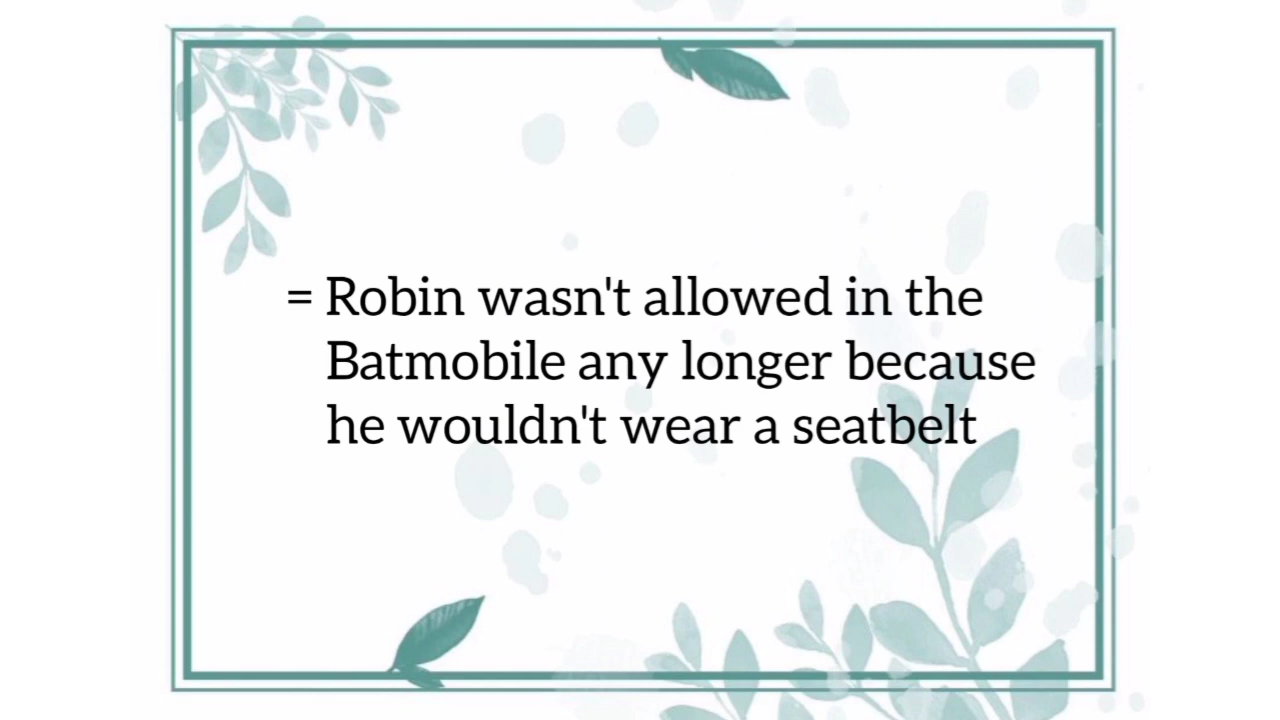 = Robin wasn't allowed in the
Batmobile any longer because
he wouldn't wear a seatbelt